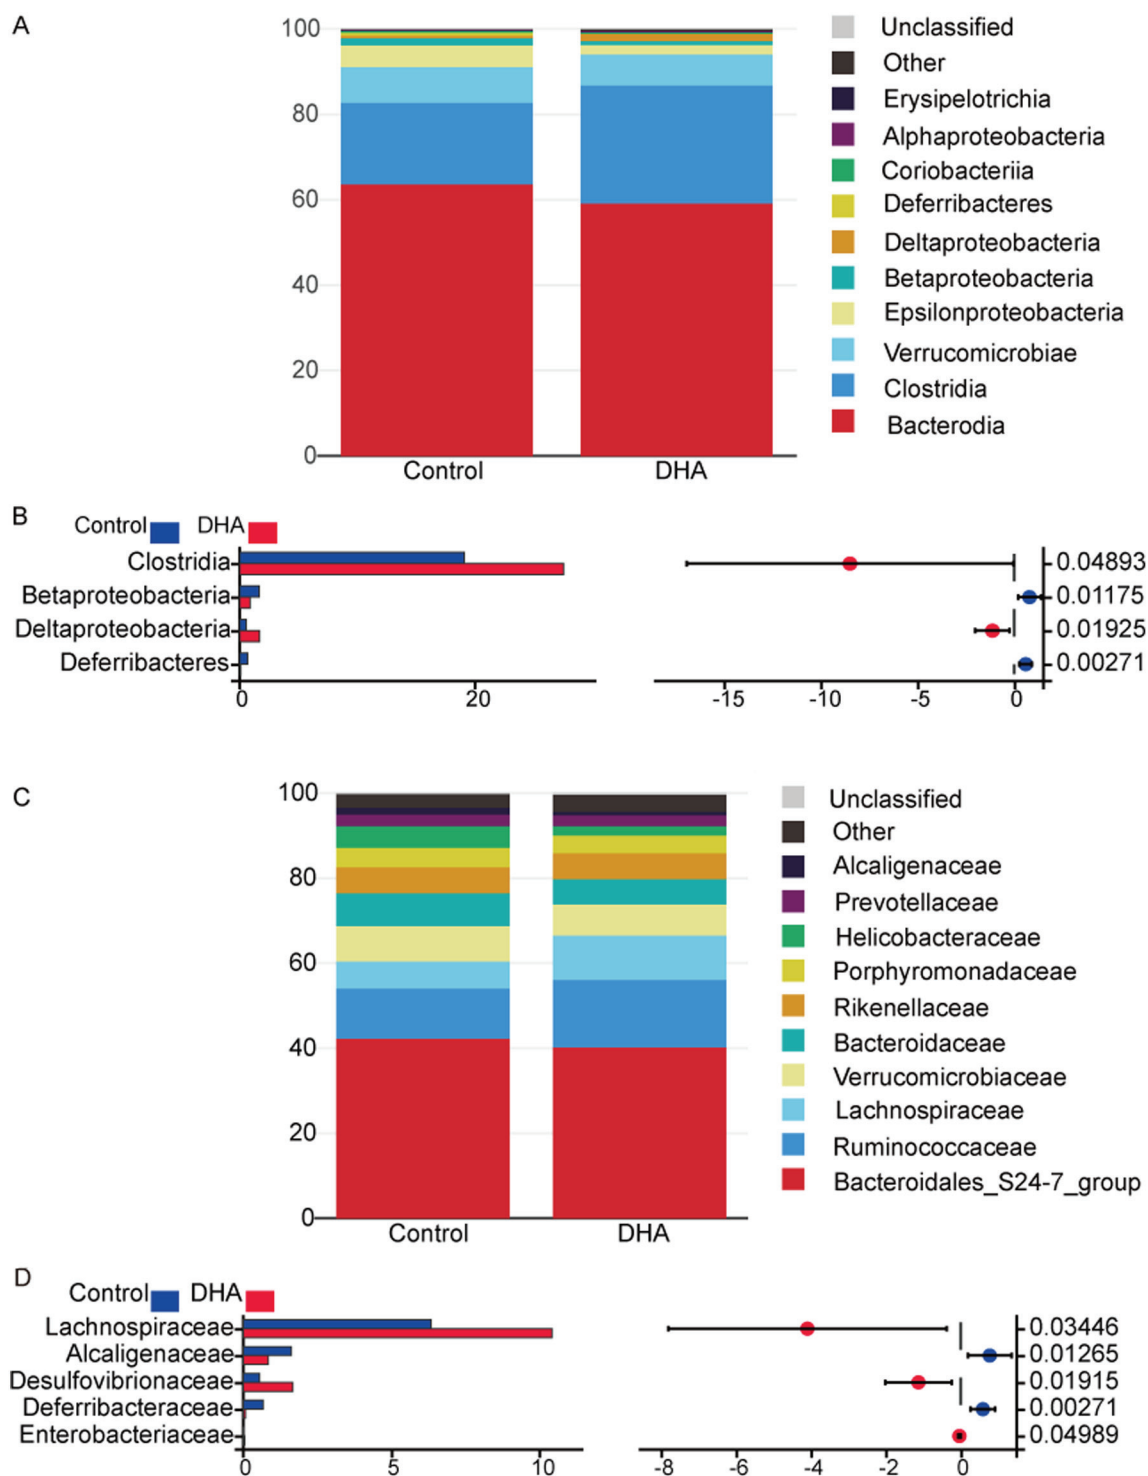 A
100
80
60
40
20
0
Control DHA
Unclassified
Other
Erysipelotrichia
Alphaproteobacteria
Coriobacteriia
Deferribacteres
Deltaproteobacteria
Betaproteobacteria
Epsilonproteobacteria
Verrucomicrobiae
Clostridia
Bacterodia
B
Control DHA
Clostridia 0.04893
Betaproteobacteria 0.01175
Deltaproteobacteria 0.01925
Deferribacteres 0.00271
0 20 -15 -10 -5 0
C
100
80
60
40
20
0
Control DHA
Unclassified
Other
Alcaligenaceae
Prevotellaceae
Helicobacteraceae
Porphyromonadaceae
Rikenellaceae
Bacteroidaceae
Verrucomicrobiaceae
Lachnospiraceae
Ruminococcaceae
Bacteroidales_S24-7_group
D
Control DHA
Lachnospiraceae 0.03446
Alcaligenaceae 0.01265
Desulfovibrionaceae 0.01915
Deferribacteraceae 0.00271
Enterobacteriaceae 0.04989
0 5 10 -8 -6 -4 -2 0